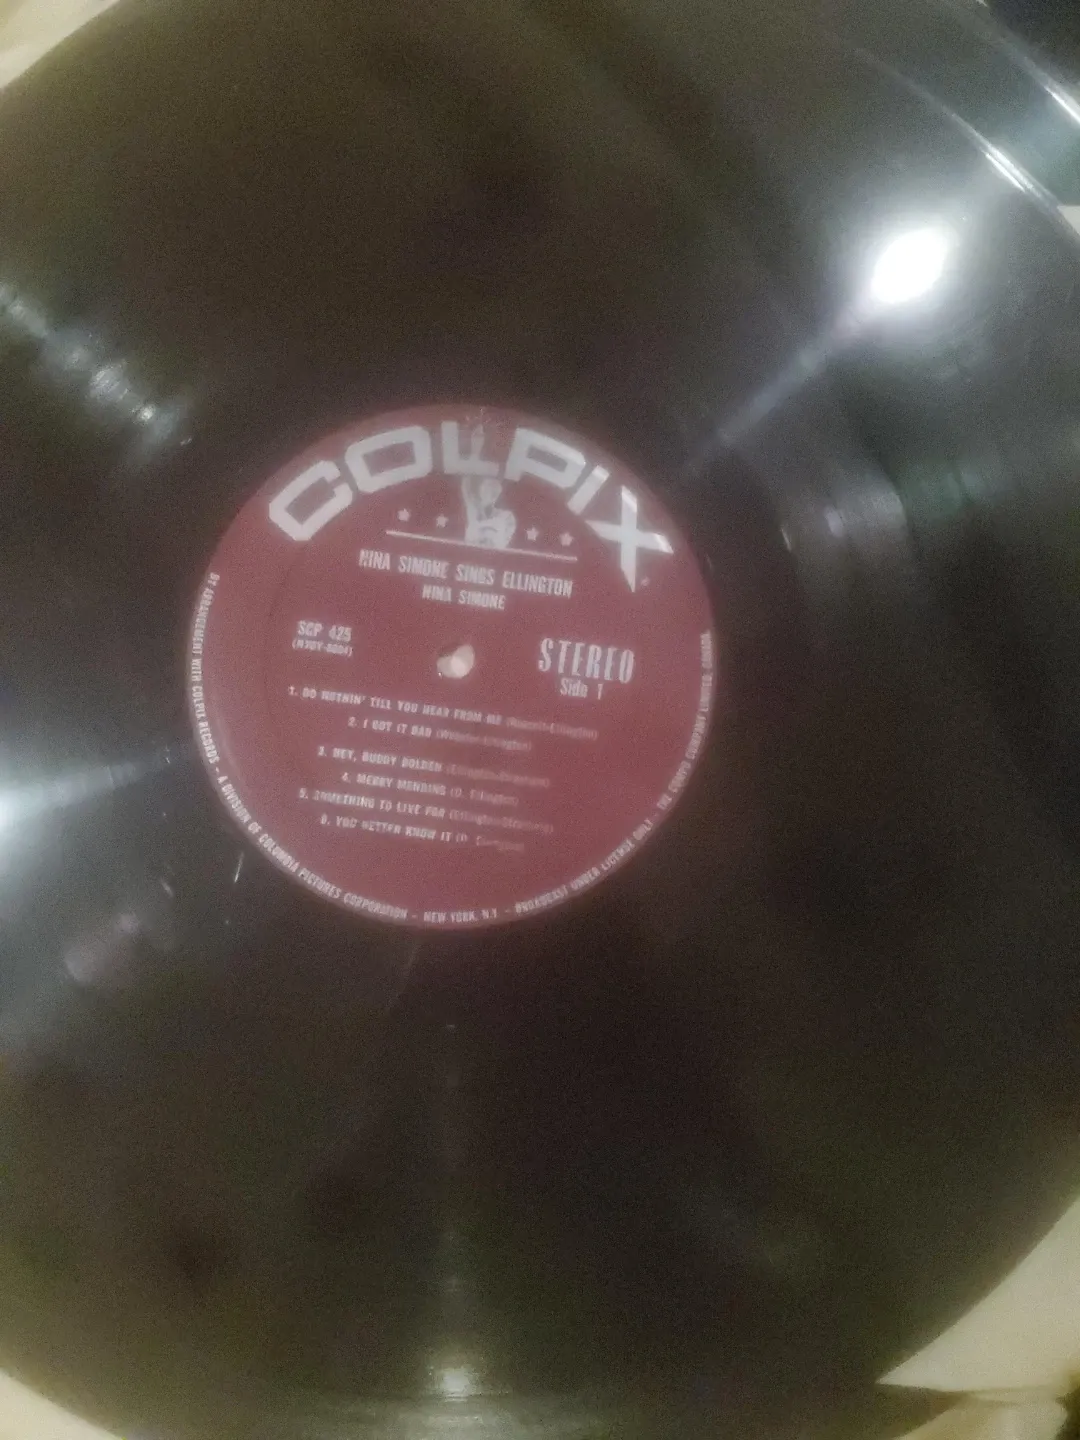 COLPIX
NINA SIMONE SINGS ELLINGTON
NINA SIMONE
SCP 425
STEREO
Side 1
1. DO NOTHIN' TILL YOU HEAR FROM ME
2. I GOT IT BAD
3. HEY, BUDDY BOLDEN
4. MERRY MENDING (D. Ellington)
5. SOMETHING TO LIVE FOR
6. YOU BETTER KNOW IT (D.
BY ARRANGEMENT WITH COLPIX RECORDS - A DIVISION OF COLUMBIA PICTURES CORPORATION - NEW YORK, N.Y. - BROADCAST UNDER LICENSE ONLY - THE COMPO COMPANY LIMITED, CANADA